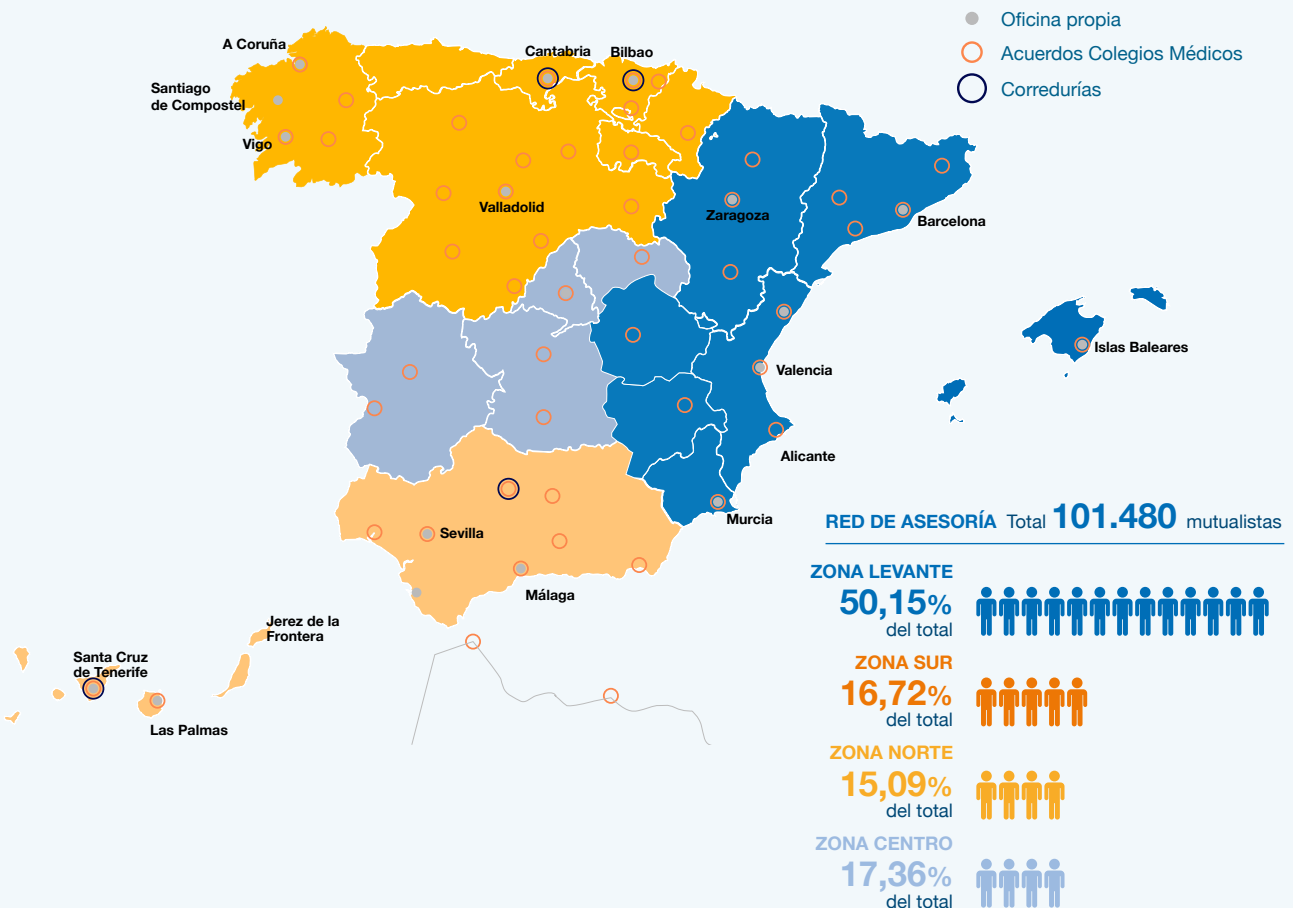 Oficina propia
Acuerdos Colegios Médicos
Corredurías
A Coruña
Cantabria
Bilbao
Santiago
de Compostel
Vigo
Valladolid
Zaragoza
Barcelona
Islas Baleares
Valencia
Alicante
Murcia
Sevilla
Málaga
Jerez de la
Frontera
Santa Cruz
de Tenerife
Las Palmas
RED DE ASESORÍA Total 101.480 mutualistas
ZONA LEVANTE
50,15%
del total
ZONA SUR
16,72%
del total
ZONA NORTE
15,09%
del total
ZONA CENTRO
17,36%
del total